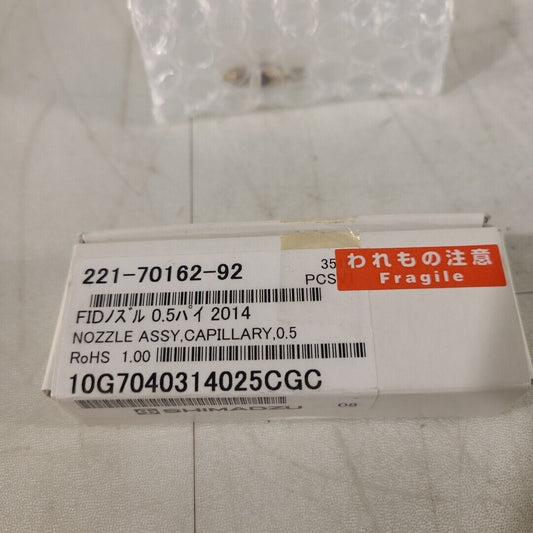 221-70162-92
35
PCS
われもの注意
Fragile
FIDﾉｽﾞﾙ 0.5パイ 2014
NOZZLE ASSY,CAPILLARY,0.5
RoHS 1.00
10G7040314025CGC
SHIMADZU
08